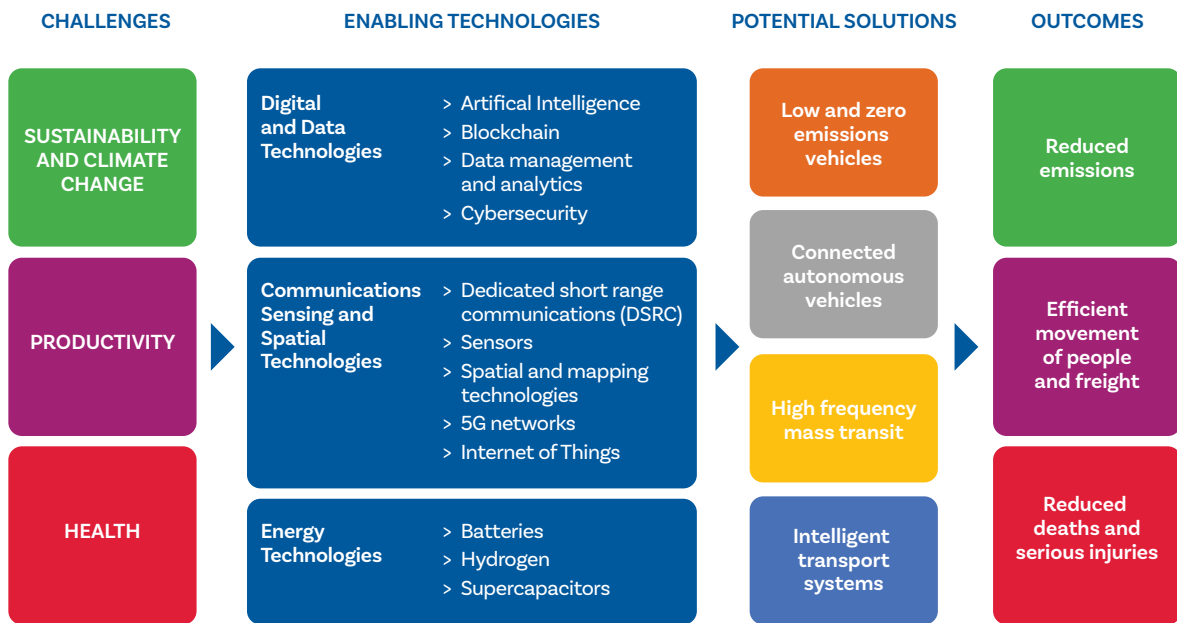 CHALLENGES
SUSTAINABILITY
AND CLIMATE
CHANGE
PRODUCTIVITY
HEALTH
ENABLING TECHNOLOGIES
Digital
and Data
Technologies
> Artifical Intelligence
> Blockchain
> Data management
and analytics
> Cybersecurity
Communications
Sensing and
Spatial
Technologies
> Dedicated short range
communications (DSRC)
> Sensors
> Spatial and mapping
technologies
> 5G networks
> Internet of Things
Energy
Technologies
> Batteries
> Hydrogen
> Supercapacitors
POTENTIAL SOLUTIONS
Low and zero
emissions
vehicles
Connected
autonomous
vehicles
High frequency
mass transit
Intelligent
transport
systems
OUTCOMES
Reduced
emissions
Efficient
movement
of people
and freight
Reduced
deaths and
serious injuries